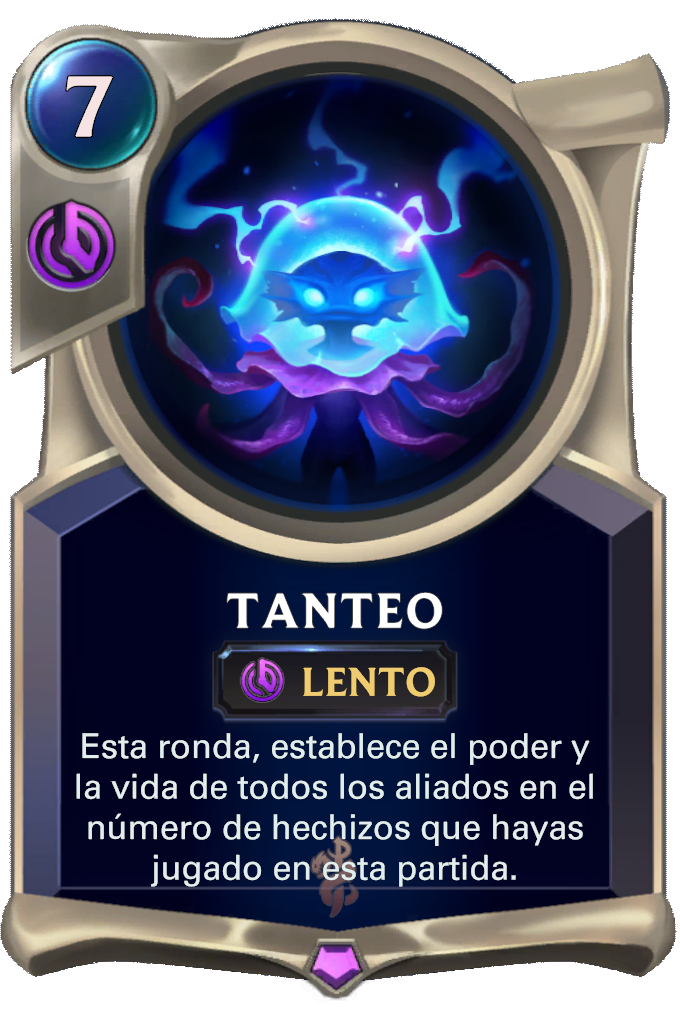 7
TANTEO
LENTO
Esta ronda, establece el poder y
la vida de todos los aliados en el
número de hechizos que hayas
jugado en esta partida.